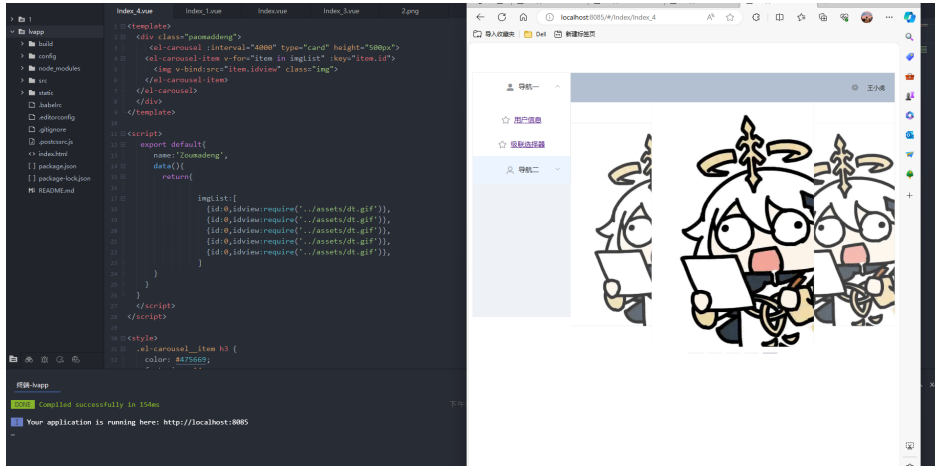 Index_4.vue
Index_1.vue
Index.vue
Index_3.vue
2.png
1
lvapp
build
config
node_modules
src
static
.babelrc
.editorconfig
.gitignore
.postcssrc.js
index.html
package.json
package-lock.json
README.md
<template>
<div class="paomaddeng">
<el-carousel :interval="4000" type="card" height="500px">
<el-carousel-item v-for="item in imgList" :key="item.id">
<img v-bind:src="item.idview" class="img">
</el-carousel-item>
</el-carousel>
</div>
</template>
<script>
export default{
name:'Zoumadeng',
data(){
return{
imgList:[
{id:0,idview:require('../assets/dt.gif')},
{id:0,idview:require('../assets/dt.gif')},
{id:0,idview:require('../assets/dt.gif')},
{id:0,idview:require('../assets/dt.gif')},
{id:0,idview:require('../assets/dt.gif')},
]
}
}
}
</script>
</script>
<style>
.el-carousel__item h3 {
color: #475669;
终端-lvapp
DONE Compiled successfully in 154ms
下午
I Your application is running here: http://localhost:8085
localhost:8085/#/Index/Index_4
导入收藏夹
Dell
新建标签页
导航一
用户信息
级联选择器
导航二
王小虎